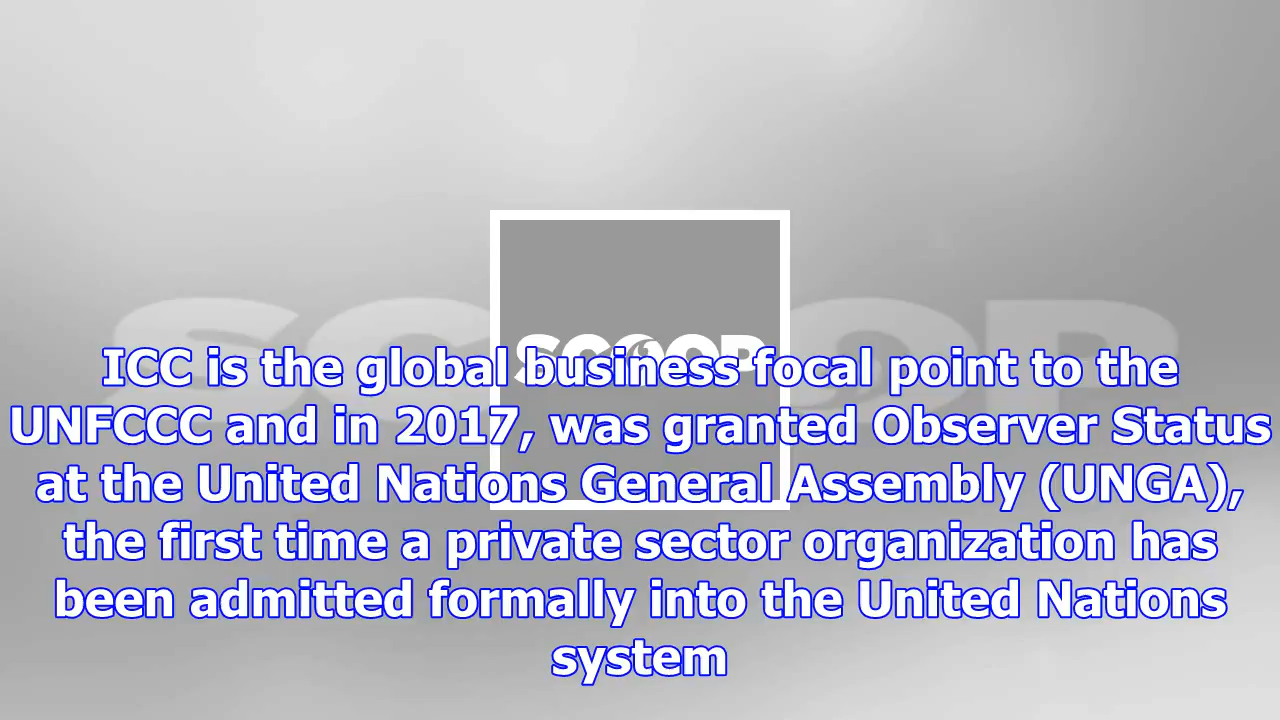 SCOOP
SCOOP
ICC is the global business focal point to the
UNFCCC and in 2017, was granted Observer Status
at the United Nations General Assembly (UNGA),
the first time a private sector organization has
been admitted formally into the United Nations
system